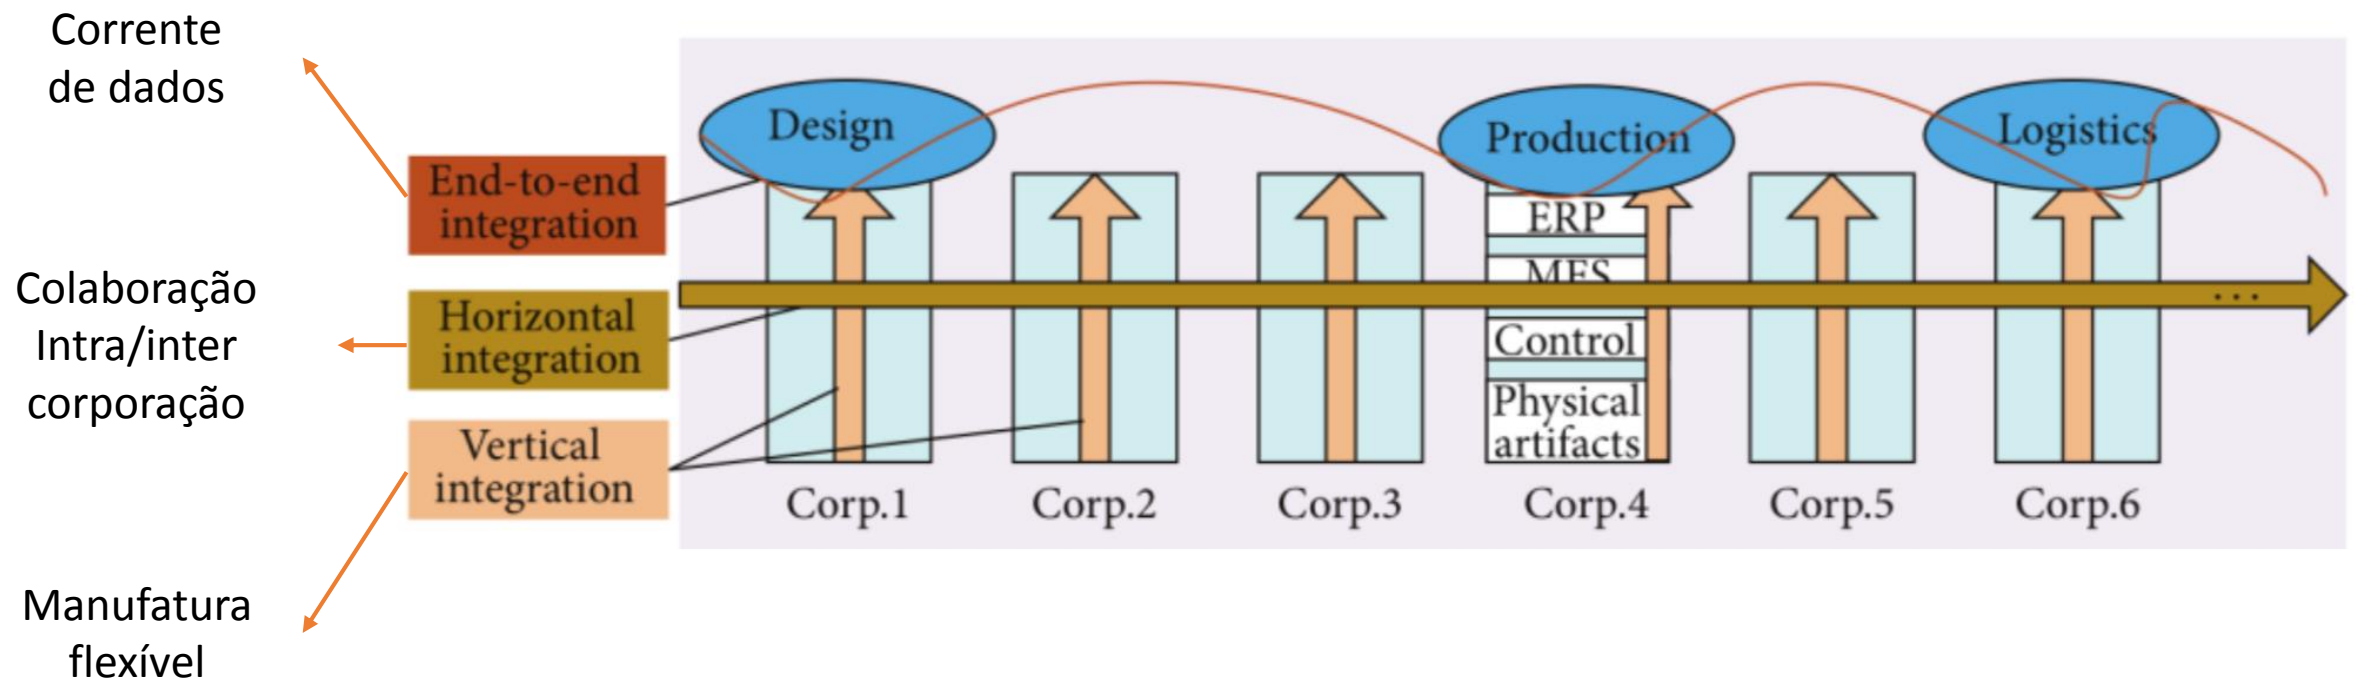 Corrente
de dados
Colaboração
Intra/inter
corporação
Manufatura
flexível
End-to-end
integration
Horizontal
integration
Vertical
integration
Design
Production
Logistics
ERP
MES
Control
Physical
artifacts
...
Corp.1
Corp.2
Corp.3
Corp.4
Corp.5
Corp.6